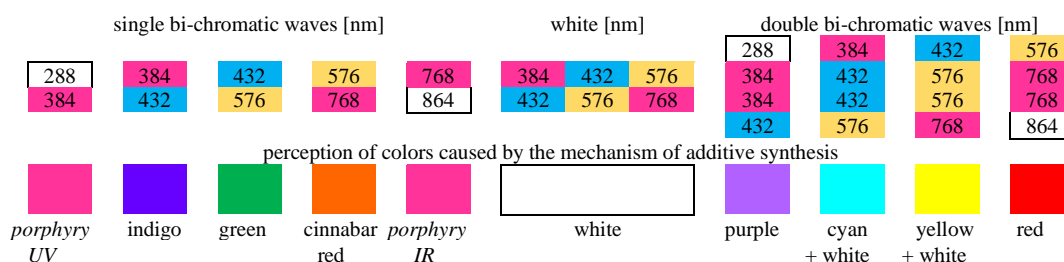 single bi-chromatic waves [nm] white [nm] double bi-chromatic waves [nm]
288 384 432
384 432 576
288 384 432 576 768 384 432 576 384 432 576 768
384 432 576 768 864 432 576 768 384 432 576 768
432 576 768 864
perception of colors caused by the mechanism of additive synthesis
porphyry indigo green cinnabar porphyry white purple cyan yellow red
UV red IR + white + white